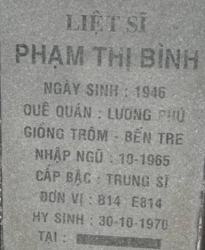 LIỆT SĨ
PHẠM THỊ BÌNH
NGÀY SINH : 1946
QUÊ QUÁN : LƯƠNG PHÚ
GIỒNG TRÔM - BẾN TRE
NHẬP NGŨ : 10-1965
CẤP BẬC : TRUNG SĨ
ĐƠN VỊ : B14 E814
HY SINH : 30-10-1970
TẠI :